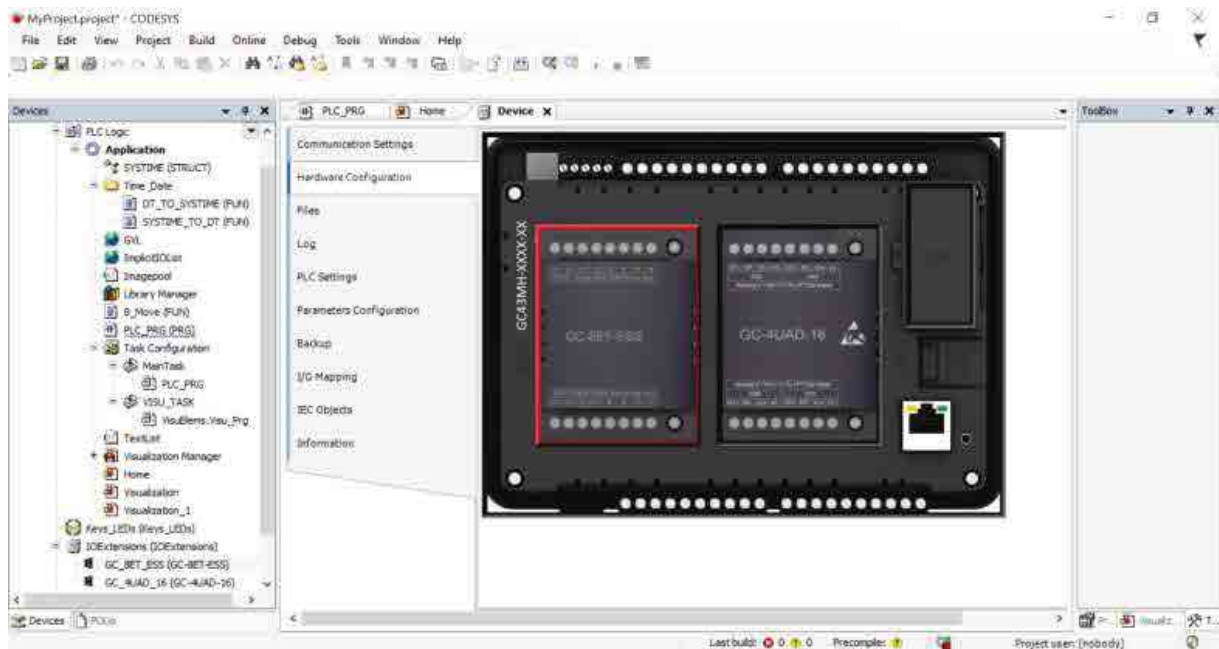 MyProject.project* - CODESYS
File Edit View Project Build Online Debug Tools Window Help
Devices
PLC Logic
Application
SYSTIME (STRUCT)
Time_Date
DT_TO_SYSTIME (FUN)
SYSTIME_TO_DT (FUN)
GVL
ImplicitIOList
Imagepool
Library Manager
B_Move (FUN)
PLC_PRG (PRG)
Task Configuration
MainTask
PLC_PRG
VISU_TASK
VisuElems.Visu_Prg
TextList
Visualization Manager
Home
Visualization
Visualization_1
Keys_LEDs (Keys_LEDs)
IOExtensions (IOExtensions)
GC_8ET_ESS (GC-8ET-ESS)
GC_4UAD_16 (GC-4UAD-16)
Devices
PLC_PRG Home Device
Communication Settings
Hardware Configuration
Files
Log
PLC Settings
Parameters Configuration
Backup
I/O Mapping
IEC Objects
Information
GC43MH-XXXX-XX
GC-8ET-ESS
GC-4UAD-16
ToolBox
Last build: 0 0 Precompile: Project user: [nobody]